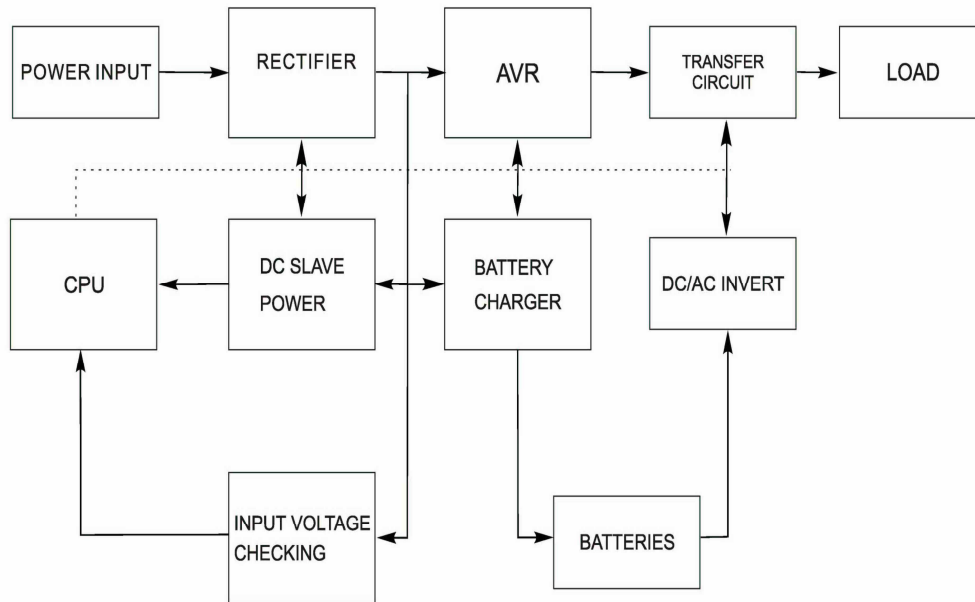 POWER INPUT
RECTIFIER
AVR
TRANSFER
CIRCUIT
LOAD
CPU
DC SLAVE
POWER
BATTERY
CHARGER
DC/AC INVERT
INPUT VOLTAGE
CHECKING
BATTERIES